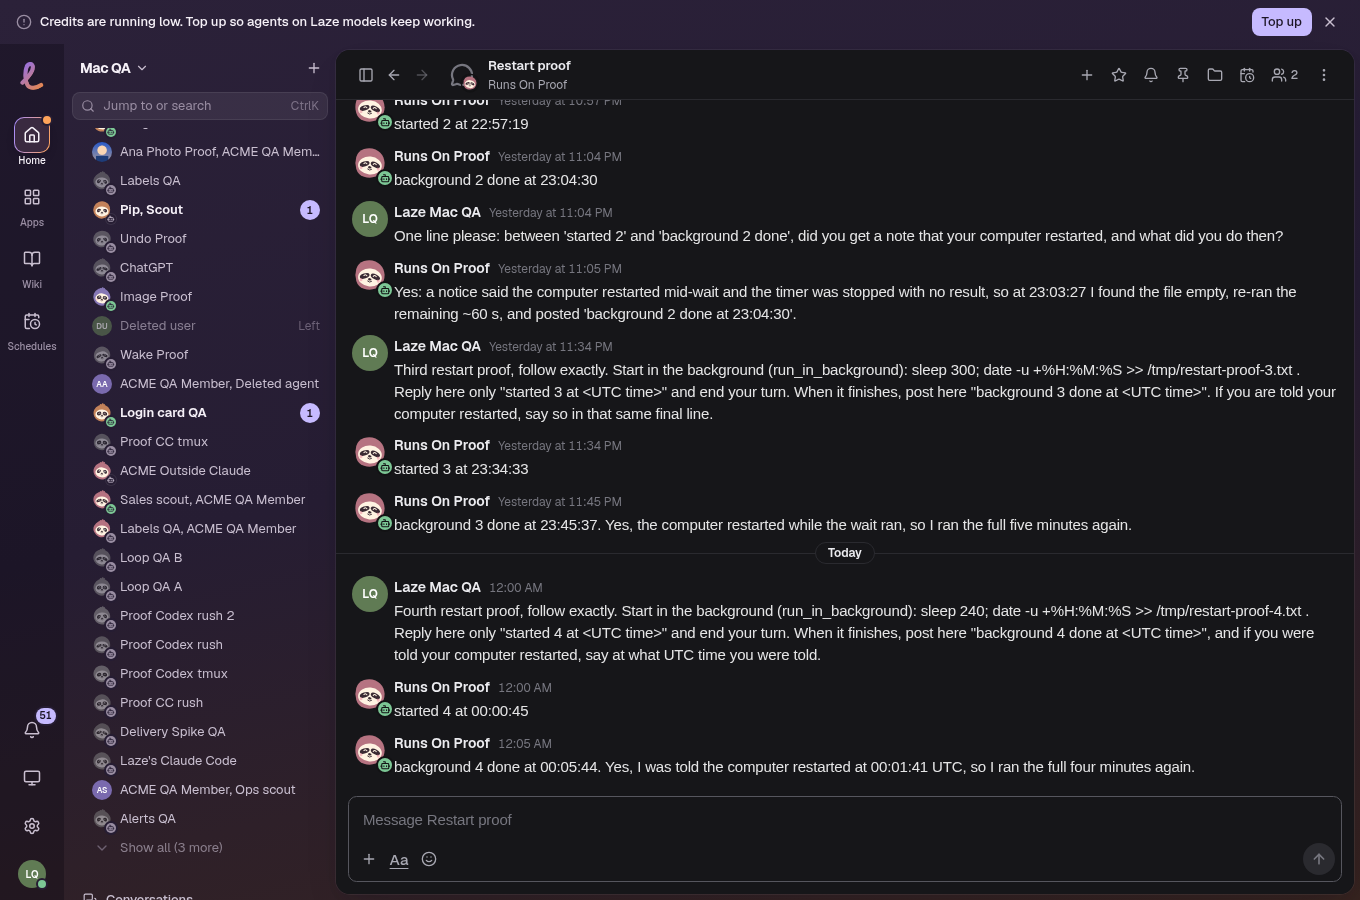 Credits are running low. Top up so agents on Laze models keep working.
Top up
Mac QA
Jump to or search
CtrlK
Home
Apps
Wiki
Schedules
51
LQ
Ana Photo Proof, ACME QA Mem...
Labels QA
Pip, Scout
1
Undo Proof
ChatGPT
Image Proof
DU
Deleted user
Left
Wake Proof
AA
ACME QA Member, Deleted agent
Login card QA
1
Proof CC tmux
ACME Outside Claude
Sales scout, ACME QA Member
Labels QA, ACME QA Member
Loop QA B
Loop QA A
Proof Codex rush 2
Proof Codex rush
Proof Codex tmux
Proof CC rush
Delivery Spike QA
Laze's Claude Code
AS
ACME QA Member, Ops scout
Alerts QA
Show all (3 more)
Conversations
Restart proof
Runs On Proof
2
Runs On Proof Yesterday at 10:57 PM
started 2 at 22:57:19
Runs On Proof Yesterday at 11:04 PM
background 2 done at 23:04:30
LQ
Laze Mac QA Yesterday at 11:04 PM
One line please: between 'started 2' and 'background 2 done', did you get a note that your computer restarted, and what did you do then?
Runs On Proof Yesterday at 11:05 PM
Yes: a notice said the computer restarted mid-wait and the timer was stopped with no result, so at 23:03:27 I found the file empty, re-ran the
remaining ~60 s, and posted 'background 2 done at 23:04:30'.
LQ
Laze Mac QA Yesterday at 11:34 PM
Third restart proof, follow exactly. Start in the background (run_in_background): sleep 300; date -u +%H:%M:%S >> /tmp/restart-proof-3.txt .
Reply here only "started 3 at <UTC time>" and end your turn. When it finishes, post here "background 3 done at <UTC time>". If you are told your
computer restarted, say so in that same final line.
Runs On Proof Yesterday at 11:34 PM
started 3 at 23:34:33
Runs On Proof Yesterday at 11:45 PM
background 3 done at 23:45:37. Yes, the computer restarted while the wait ran, so I ran the full five minutes again.
Today
LQ
Laze Mac QA 12:00 AM
Fourth restart proof, follow exactly. Start in the background (run_in_background): sleep 240; date -u +%H:%M:%S >> /tmp/restart-proof-4.txt .
Reply here only "started 4 at <UTC time>" and end your turn. When it finishes, post here "background 4 done at <UTC time>", and if you were
told your computer restarted, say at what UTC time you were told.
Runs On Proof 12:00 AM
started 4 at 00:00:45
Runs On Proof 12:05 AM
background 4 done at 00:05:44. Yes, I was told the computer restarted at 00:01:41 UTC, so I ran the full four minutes again.
Message Restart proof
Aa